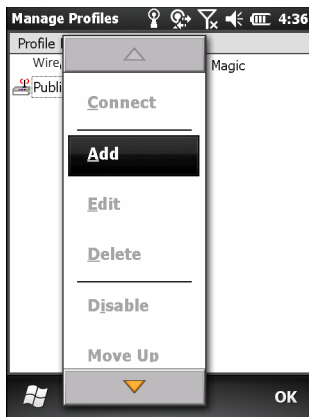 Manage Profiles 4:36
Profile
Wire
Magic
Publi
Connect
Add
Edit
Delete
Disable
Move Up
OK